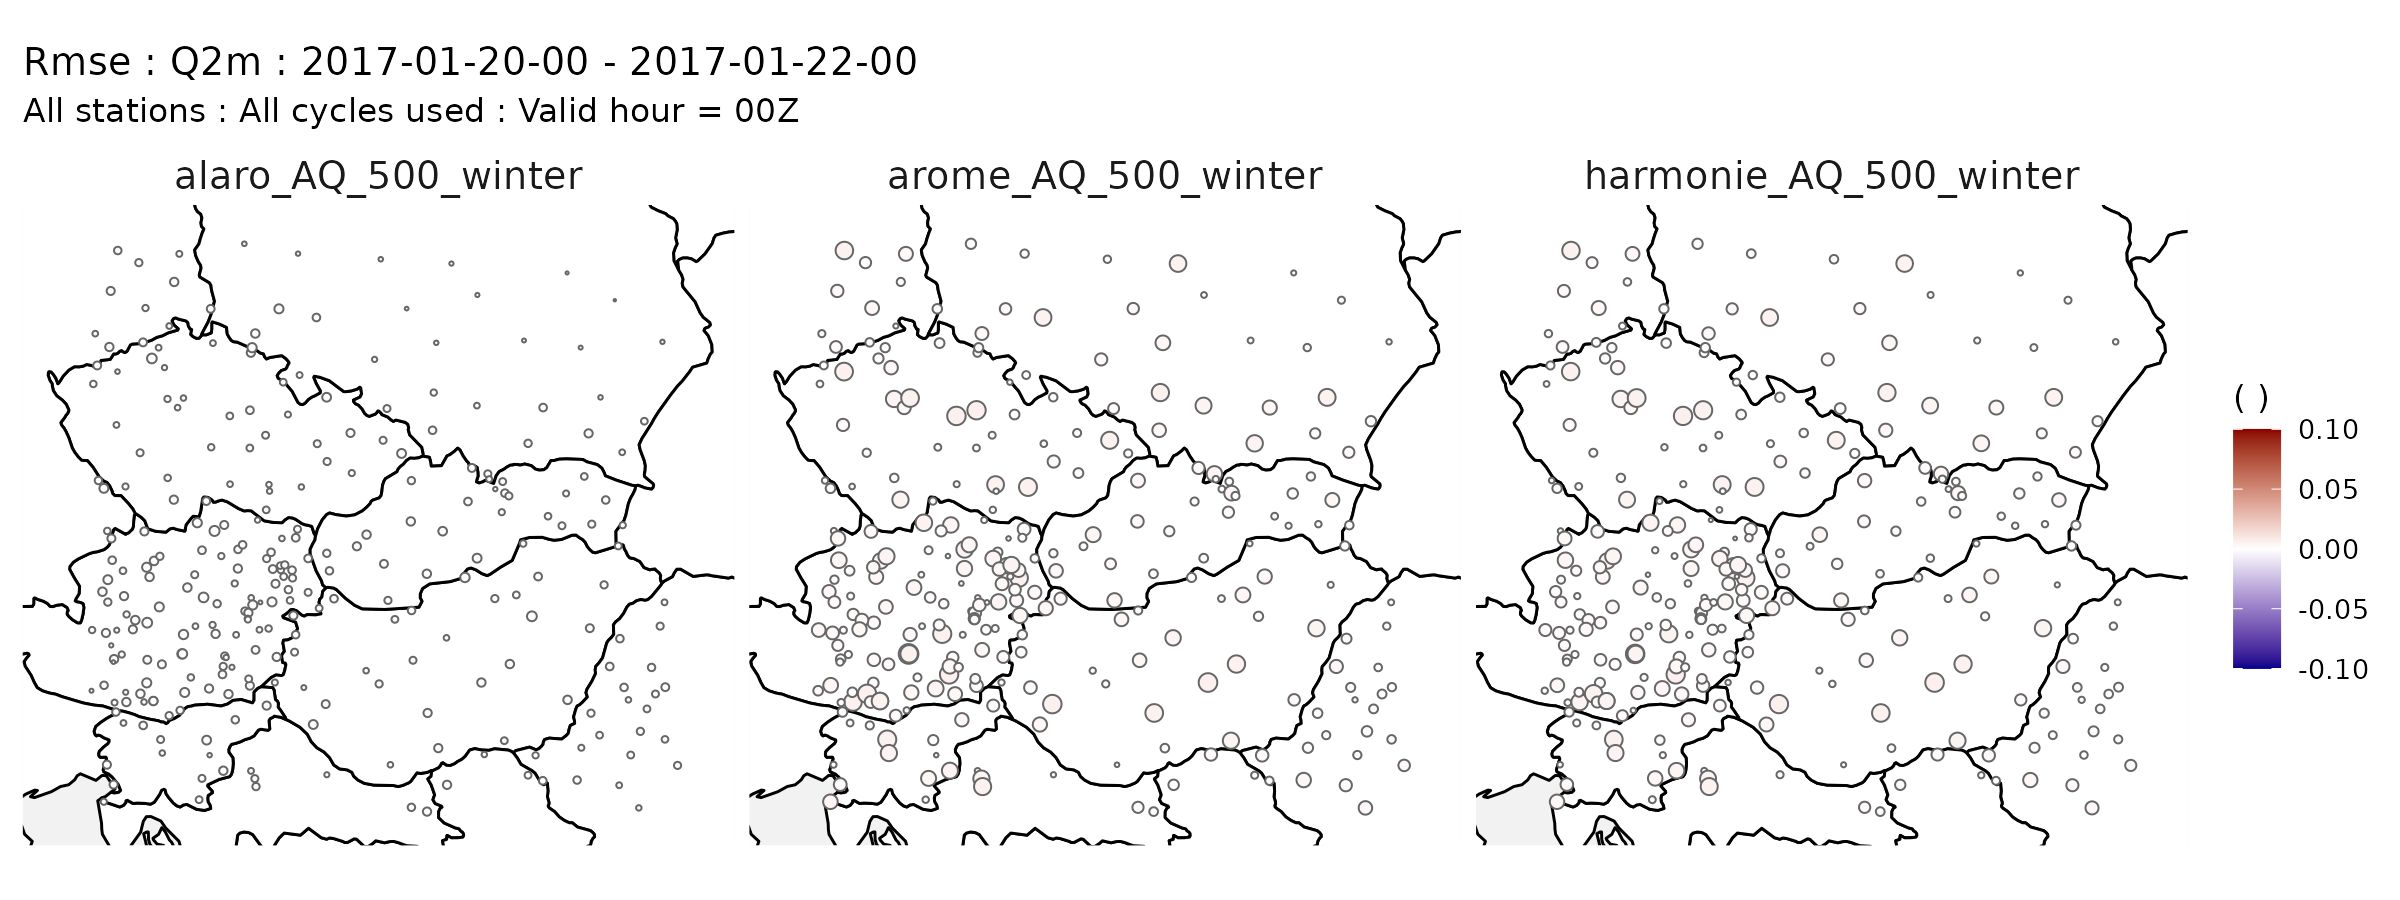 Rmse : Q2m : 2017-01-20-00 - 2017-01-22-00
All stations : All cycles used : Valid hour = 00Z
alaro_AQ_500_winter arome_AQ_500_winter harmonie_AQ_500_winter
( )
0.10
0.05
0.00
-0.05
-0.10